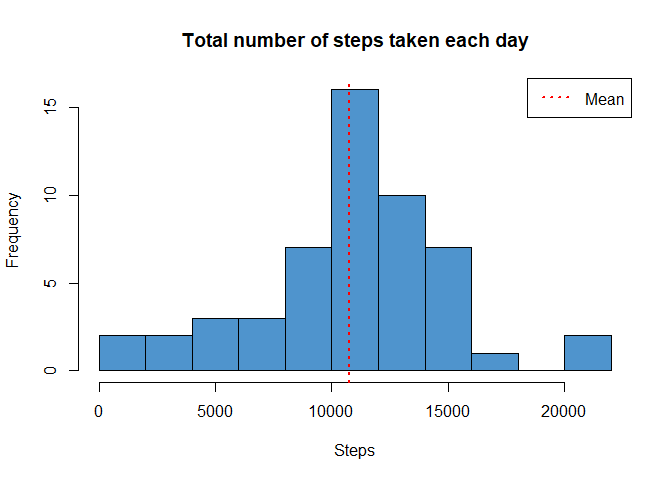 Total number of steps taken each day
Mean
15
10
5
0
Frequency
0 5000 10000 15000 20000
Steps